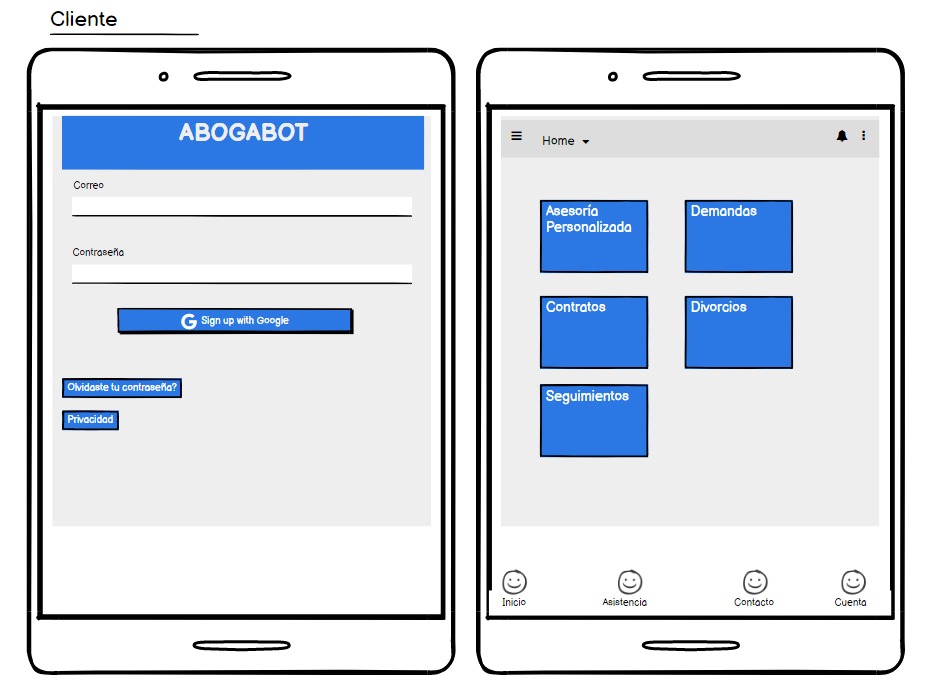 Cliente
ABOGABOT
Correo
Contraseña
G Sign up with Google
Olvidaste tu contraseña?
Privacidad
Home
Asesoría
Personalizada
Demandas
Contratos
Divorcios
Seguimientos
Inicio
Asistencia
Contacto
Cuenta